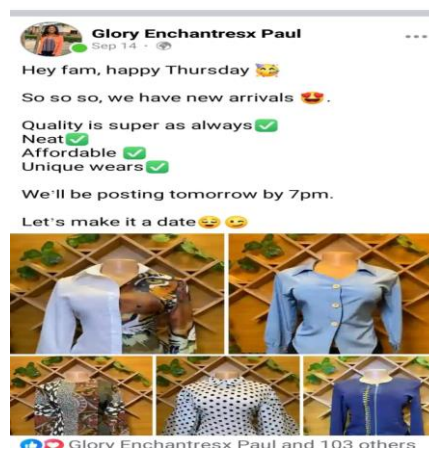 Glory Enchantresx Paul
Sep 14 ·
Hey fam, happy Thursday 🥳
So so so, we have new arrivals 😍.
Quality is super as always✅
Neat✅
Affordable ✅
Unique wears✅
We'll be posting tomorrow by 7pm.
Let's make it a date😌 😉
Glory Enchantresx Paul and 103 others